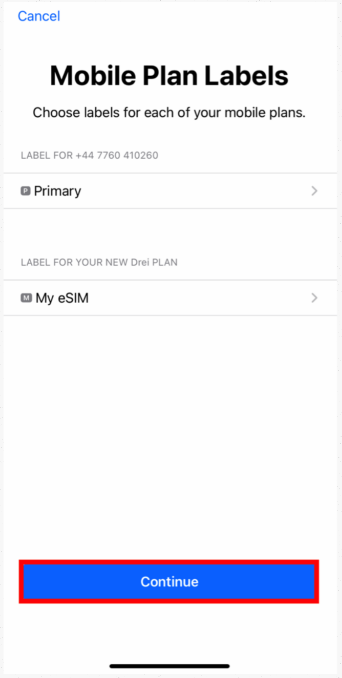 Cancel
Mobile Plan Labels
Choose labels for each of your mobile plans.
LABEL FOR +44 7760 410260
P Primary
LABEL FOR YOUR NEW Drei PLAN
M My eSIM
Continue